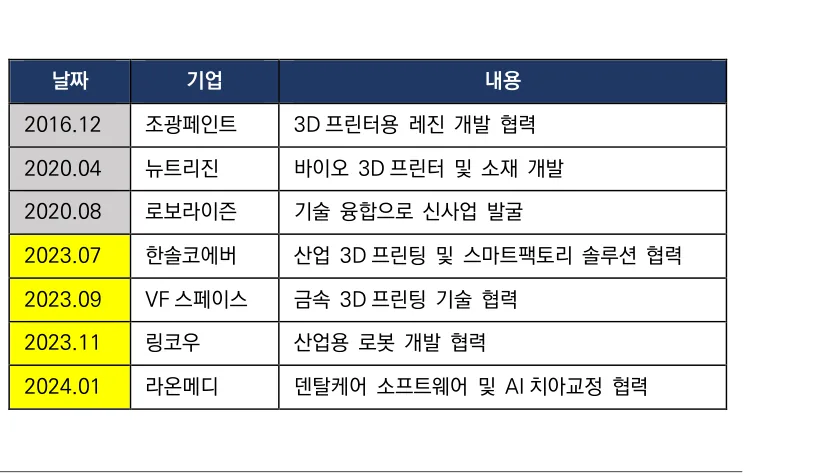 날짜 기업 내용
2016.12 조광페인트 3D 프린터용 레진 개발 협력
2020.04 뉴트리진 바이오 3D 프린터 및 소재 개발
2020.08 로보라이즌 기술 융합으로 신사업 발굴
2023.07 한솔코에버 산업 3D 프린팅 및 스마트팩토리 솔루션 협력
2023.09 VF 스페이스 금속 3D 프린팅 기술 협력
2023.11 링코우 산업용 로봇 개발 협력
2024.01 라온메디 덴탈케어 소프트웨어 및 AI 치아교정 협력